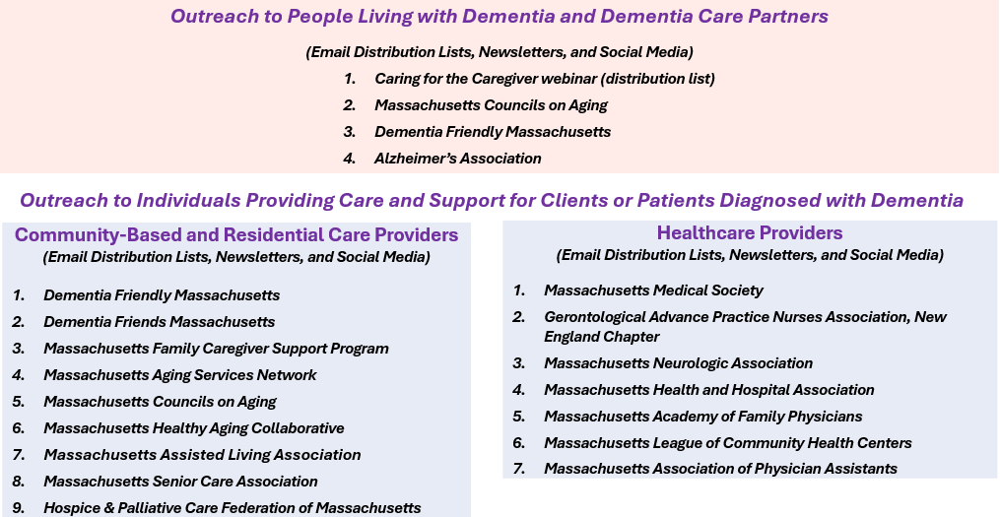 Outreach to People Living with Dementia and Dementia Care Partners
(Email Distribution Lists, Newsletters, and Social Media)
1. Caring for the Caregiver webinar (distribution list)
2. Massachusetts Councils on Aging
3. Dementia Friendly Massachusetts
4. Alzheimer’s Association
Outreach to Individuals Providing Care and Support for Clients or Patients Diagnosed with Dementia
Community-Based and Residential Care Providers
(Email Distribution Lists, Newsletters, and Social Media)
1. Dementia Friendly Massachusetts
2. Dementia Friends Massachusetts
3. Massachusetts Family Caregiver Support Program
4. Massachusetts Aging Services Network
5. Massachusetts Councils on Aging
6. Massachusetts Healthy Aging Collaborative
7. Massachusetts Assisted Living Association
8. Massachusetts Senior Care Association
9. Hospice & Palliative Care Federation of Massachusetts
Healthcare Providers
(Email Distribution Lists, Newsletters, and Social Media)
1. Massachusetts Medical Society
2. Gerontological Advance Practice Nurses Association, New
England Chapter
3. Massachusetts Neurologic Association
4. Massachusetts Health and Hospital Association
5. Massachusetts Academy of Family Physicians
6. Massachusetts League of Community Health Centers
7. Massachusetts Association of Physician Assistants